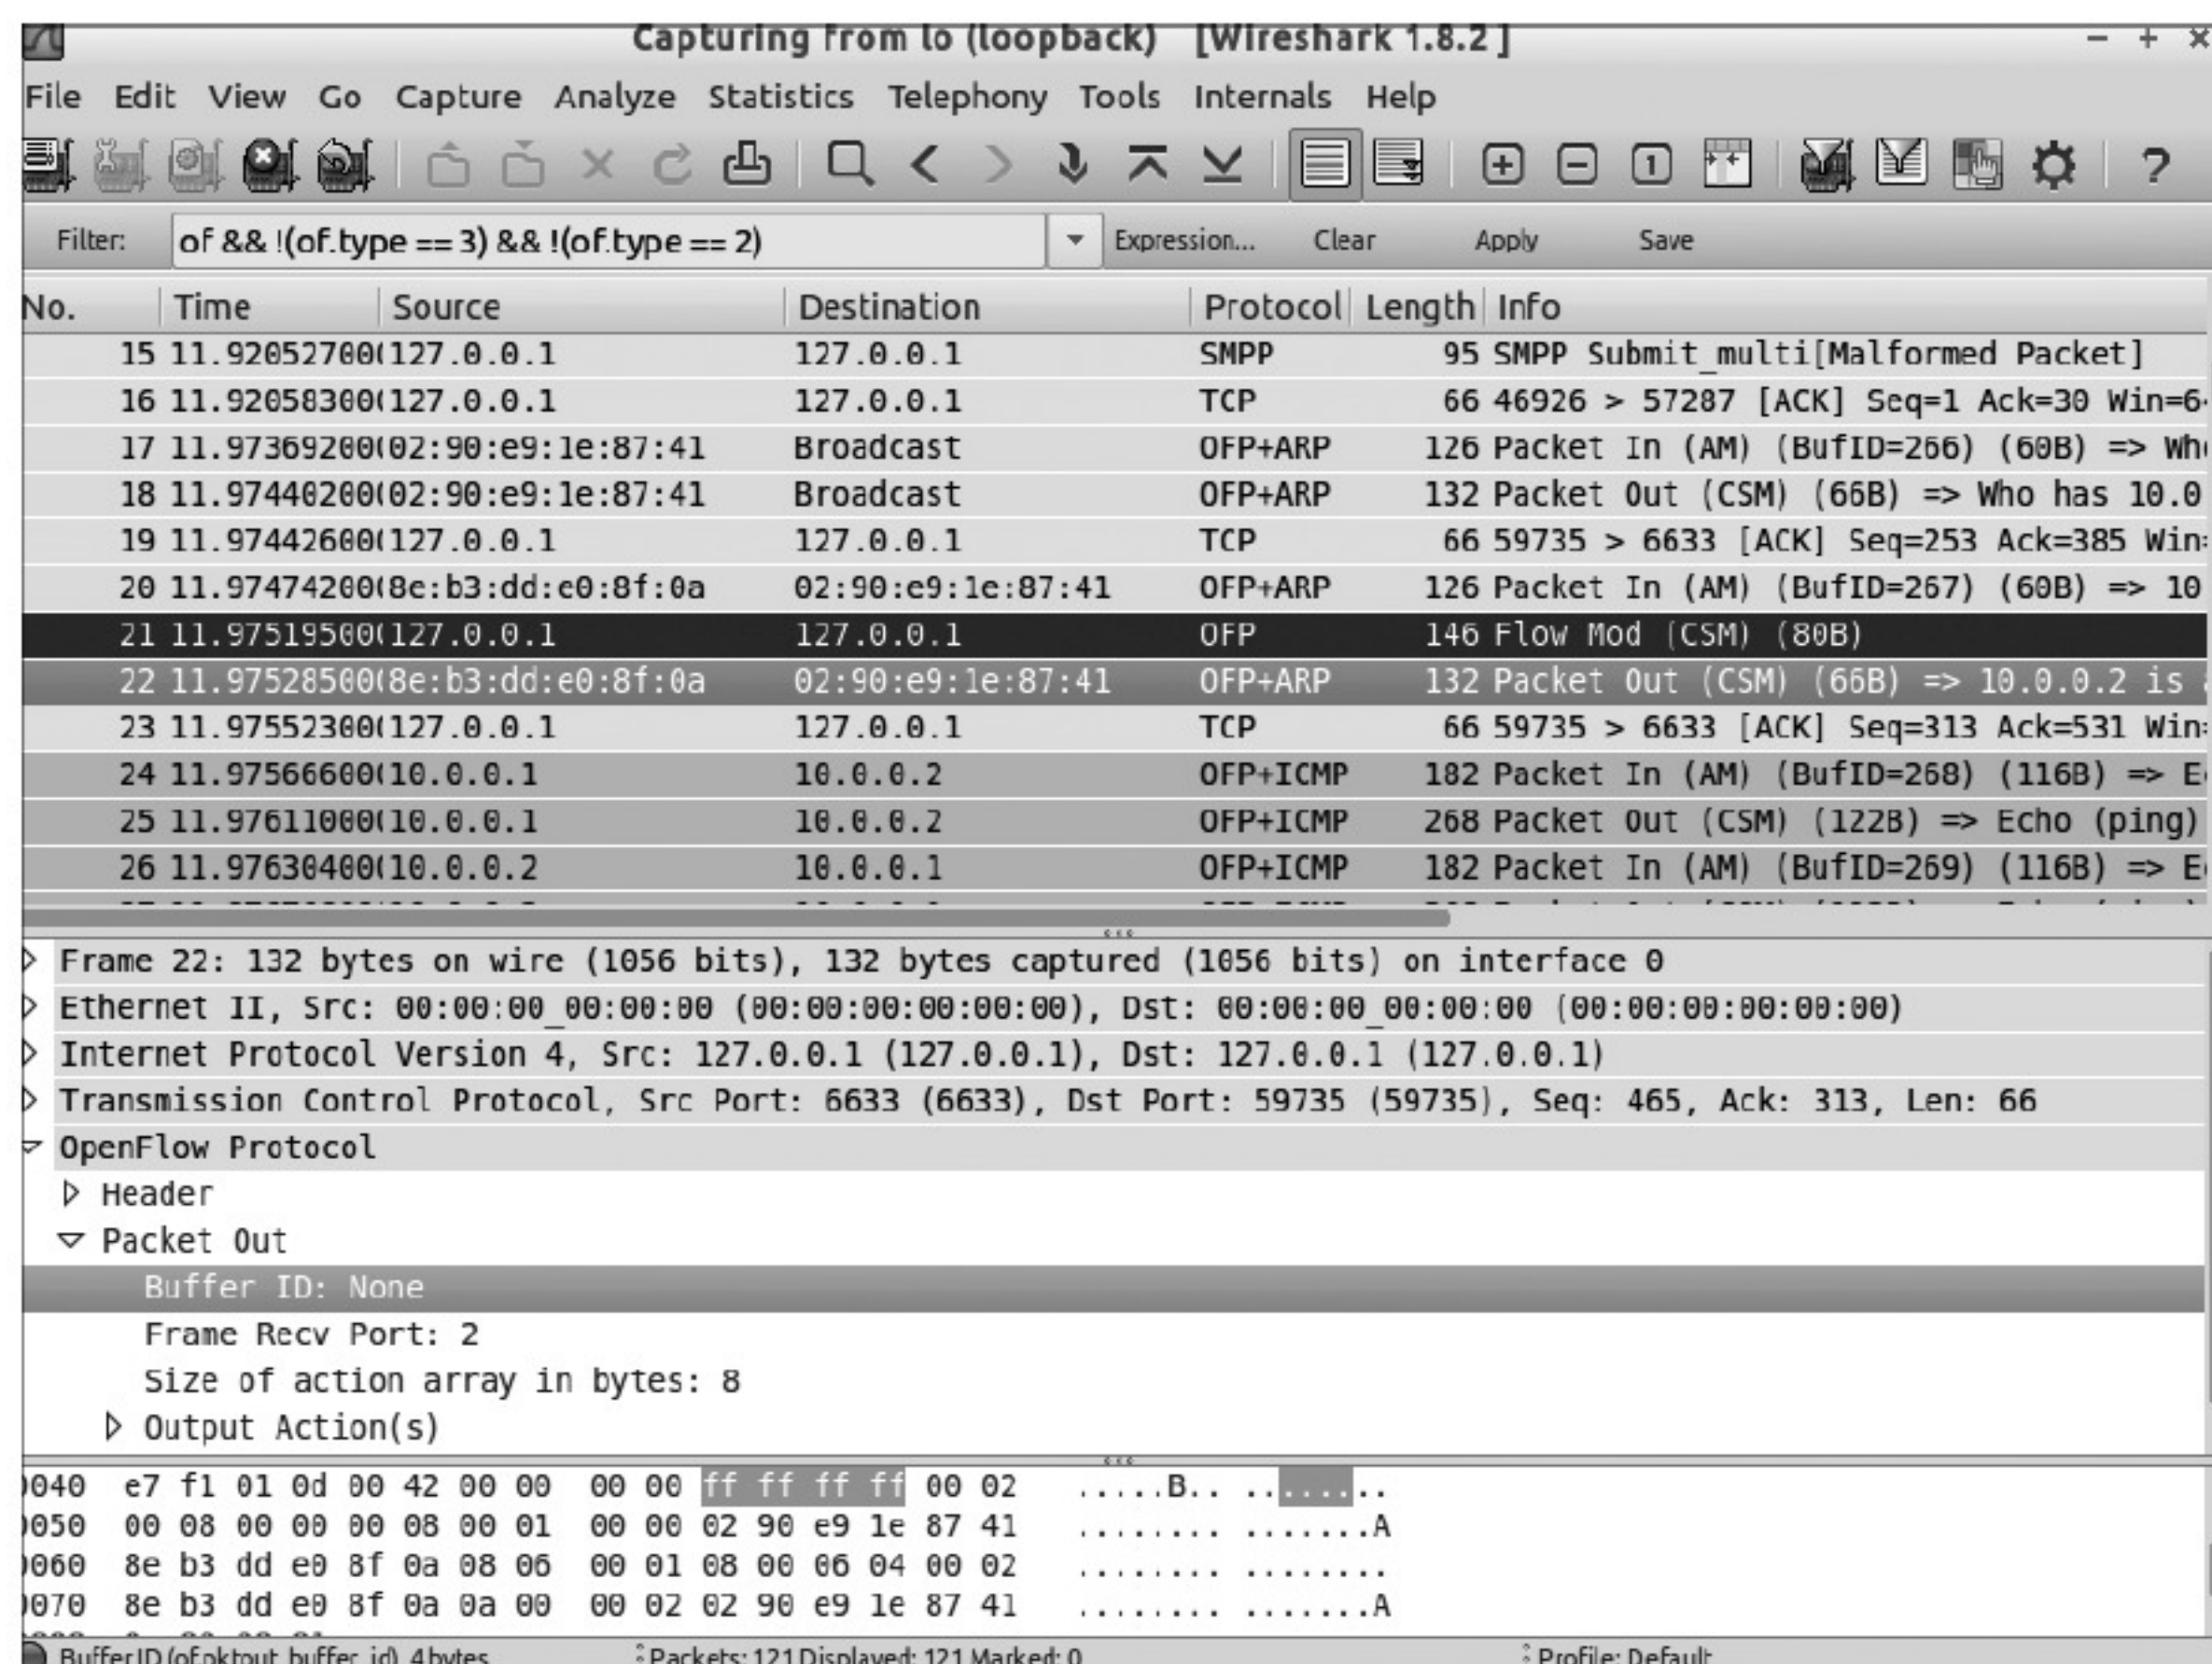 Capturing from lo (loopback) [Wireshark 1.8.2 ]
File Edit View Go Capture Analyze Statistics Telephony Tools Internals Help
Filter: of && !(of.type == 3) && !(of.type == 2) Expression... Clear Apply Save
No. Time Source Destination Protocol Length Info
15 11.920527000(127.0.0.1 127.0.0.1 SMPP 95 SMPP Submit_multi[Malformed Packet]
16 11.920583000(127.0.0.1 127.0.0.1 TCP 66 46926 > 57287 [ACK] Seq=1 Ack=30 Win=6
17 11.97369200(02:90:e9:1e:87:41 Broadcast OFP+ARP 126 Packet In (AM) (BufID=266) (60B) => Wh
18 11.97440200(02:90:e9:1e:87:41 Broadcast OFP+ARP 132 Packet Out (CSM) (66B) => Who has 10.0
19 11.97442600(127.0.0.1 127.0.0.1 TCP 66 59735 > 6633 [ACK] Seq=253 Ack=385 Win=
20 11.97474200(8e:b3:dd:e0:8f:0a 02:90:e9:1e:87:41 OFP+ARP 126 Packet In (AM) (BufID=267) (60B) => 10
21 11.97519500(127.0.0.1 127.0.0.1 OFP 146 Flow Mod (CSM) (80B)
22 11.97528500(8e:b3:dd:e0:8f:0a 02:90:e9:1e:87:41 OFP+ARP 132 Packet Out (CSM) (66B) => 10.0.0.2 is
23 11.97552300(127.0.0.1 127.0.0.1 TCP 66 59735 > 6633 [ACK] Seq=313 Ack=531 Win=
24 11.97566600(10.0.0.1 10.0.0.2 OFP+ICMP 182 Packet In (AM) (BufID=268) (116B) => E
25 11.97611000(10.0.0.1 10.0.0.2 OFP+ICMP 268 Packet Out (CSM) (122B) => Echo (ping)
26 11.97630400(10.0.0.2 10.0.0.1 OFP+ICMP 182 Packet In (AM) (BufID=269) (116B) => E
Frame 22: 132 bytes on wire (1056 bits), 132 bytes captured (1056 bits) on interface 0
Ethernet II, Src: 00:00:00_00:00:00 (00:00:00:00:00:00), Dst: 00:00:00_00:00:00 (00:00:00:00:00:00)
Internet Protocol Version 4, Src: 127.0.0.1 (127.0.0.1), Dst: 127.0.0.1 (127.0.0.1)
Transmission Control Protocol, Src Port: 6633 (6633), Dst Port: 59735 (59735), Seq: 465, Ack: 313, Len: 66
OpenFlow Protocol
Header
Packet Out
Buffer ID: None
Frame Recv Port: 2
Size of action array in bytes: 8
Output Action(s)
0040 e7 f1 01 0d 00 42 00 00 00 00 ff ff ff ff 00 02 .....B.. ........
0050 00 08 00 00 00 08 00 01 00 00 02 90 e9 1e 87 41 ........ .......A
0060 8e b3 dd e0 8f 0a 08 06 00 01 08 00 06 04 00 02 ........ ........
0070 8e b3 dd e0 8f 0a 0a 00 00 02 02 90 e9 1e 87 41 ........ .......A
Buffer ID (of.pktout_buffer_id), 4 bytes Packets: 121 Displayed: 121 Marked: 0 Profile: Default